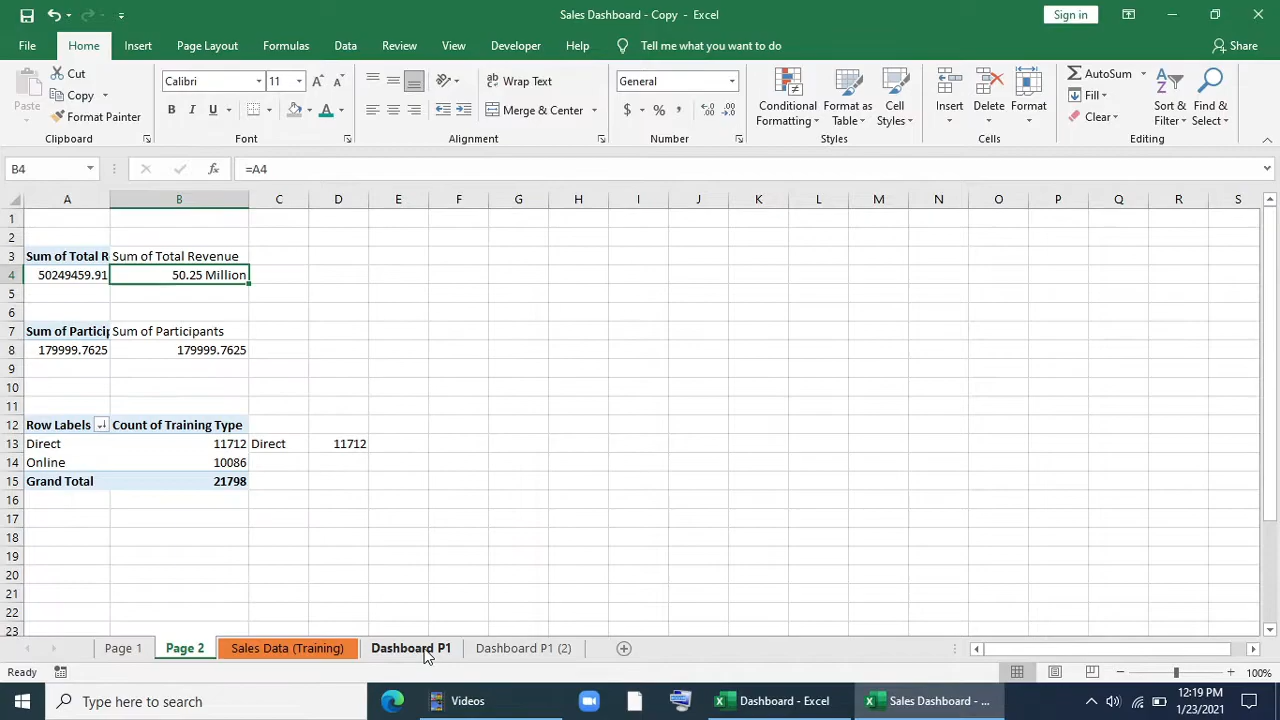 Sales Dashboard - Copy - Excel
Sign in
File Home Insert Page Layout Formulas Data Review View Developer Help Tell me what you want to do Share
Paste Cut Copy Format Painter Clipboard
Calibri 11 A A B I U A Font
ab Wrap Text Merge & Center Alignment
General $ % , Number
Conditional Formatting Format as Table Cell Styles Styles
Insert Delete Format Cells
AutoSum Fill Clear Sort & Filter Find & Select Editing
B4 fx =A4
A B C D E F G H I J K L M N O P Q R S
1
2
3 Sum of Total R Sum of Total Revenue
4 50249459.91 50.25 Million
5
6
7 Sum of Particip Sum of Participants
8 179999.7625 179999.7625
9
10
11
12 Row Labels Count of Training Type
13 Direct 11712 Direct 11712
14 Online 10086
15 Grand Total 21798
16
17
18
19
20
21
22
23
Page 1 Page 2 Sales Data (Training) Dashboard P1 Dashboard P1 (2)
Ready 100%
Type here to search Videos Dashboard - Excel Sales Dashboard - ... 12:19 PM
1/23/2021